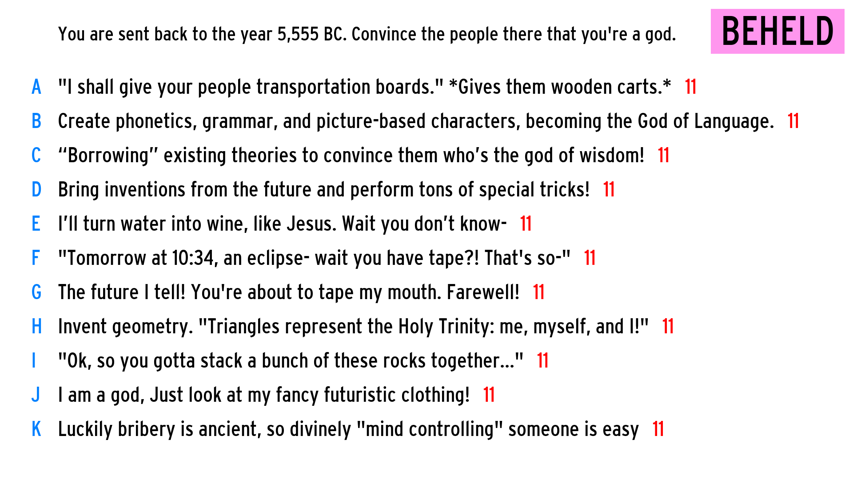 You are sent back to the year 5,555 BC. Convince the people there that you're a god.
BEHELD
A "I shall give your people transportation boards." *Gives them wooden carts.* 11
B Create phonetics, grammar, and picture-based characters, becoming the God of Language. 11
C “Borrowing” existing theories to convince them who’s the god of wisdom! 11
D Bring inventions from the future and perform tons of special tricks! 11
E I’ll turn water into wine, like Jesus. Wait you don’t know- 11
F "Tomorrow at 10:34, an eclipse- wait you have tape?! That's so-" 11
G The future I tell! You're about to tape my mouth. Farewell! 11
H Invent geometry. "Triangles represent the Holy Trinity: me, myself, and I!" 11
I "Ok, so you gotta stack a bunch of these rocks together..." 11
J I am a god, Just look at my fancy futuristic clothing! 11
K Luckily bribery is ancient, so divinely "mind controlling" someone is easy 11